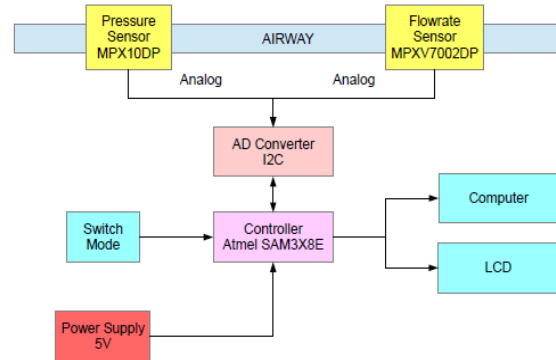 Pressure
Sensor
MPX10DP
AIRWAY
Flowrate
Sensor
MPXV7002DP
Analog
Analog
AD Converter
I2C
Switch
Mode
Controller
Atmel SAM3X8E
Computer
LCD
Power Supply
5V